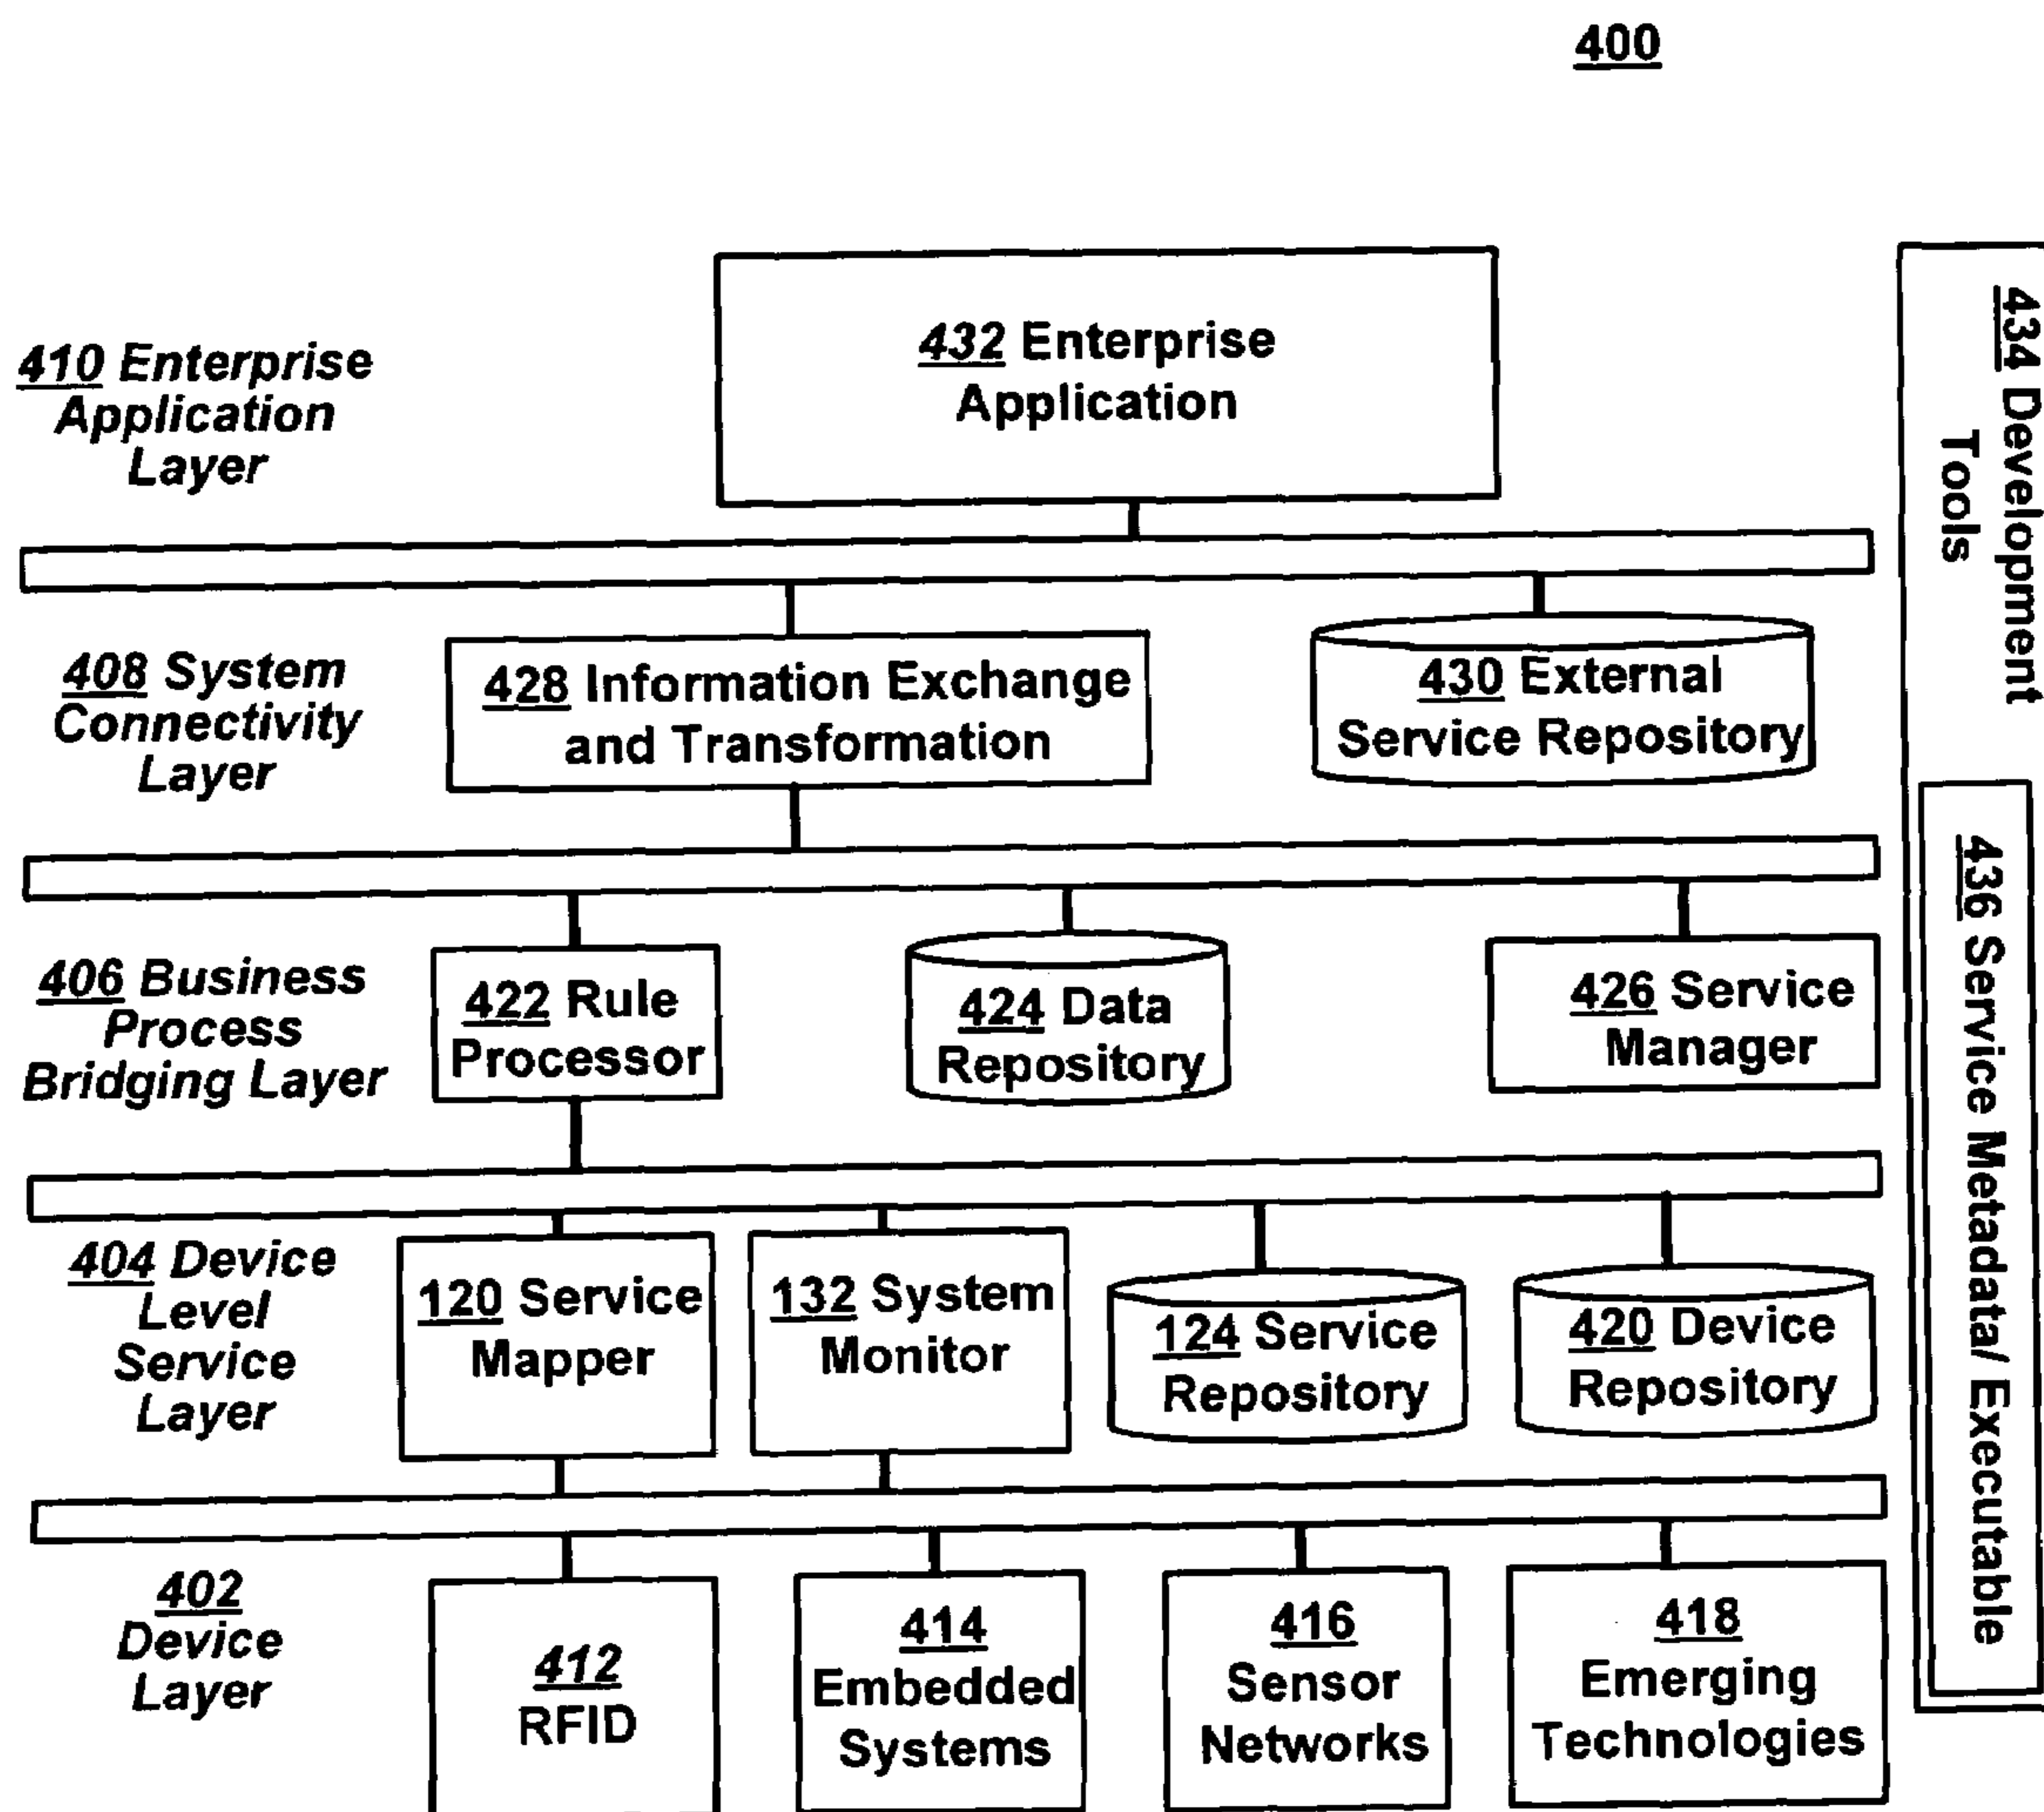 400
410 Enterprise
Application
Layer
432 Enterprise
Application
408 System
Connectivity
Layer
428 Information Exchange
and Transformation
430 External
Service Repository
406 Business
Process
Bridging Layer
422 Rule
Processor
424 Data
Repository
426 Service
Manager
404 Device
Level
Service
Layer
120 Service
Mapper
132 System
Monitor
124 Service
Repository
420 Device
Repository
402
Device
Layer
412
RFID
414
Embedded
Systems
416
Sensor
Networks
418
Emerging
Technologies
434 Development
Tools
436 Service Metadata/ Executable